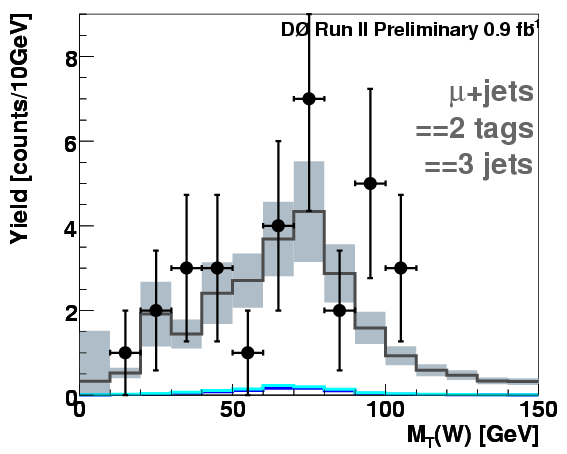 DØ Run II Preliminary 0.9 fb⁻¹
μ+jets
==2 tags
==3 jets
Yield [counts/10GeV]
8
6
4
2
0
0 50 100 150
M_T(W) [GeV]